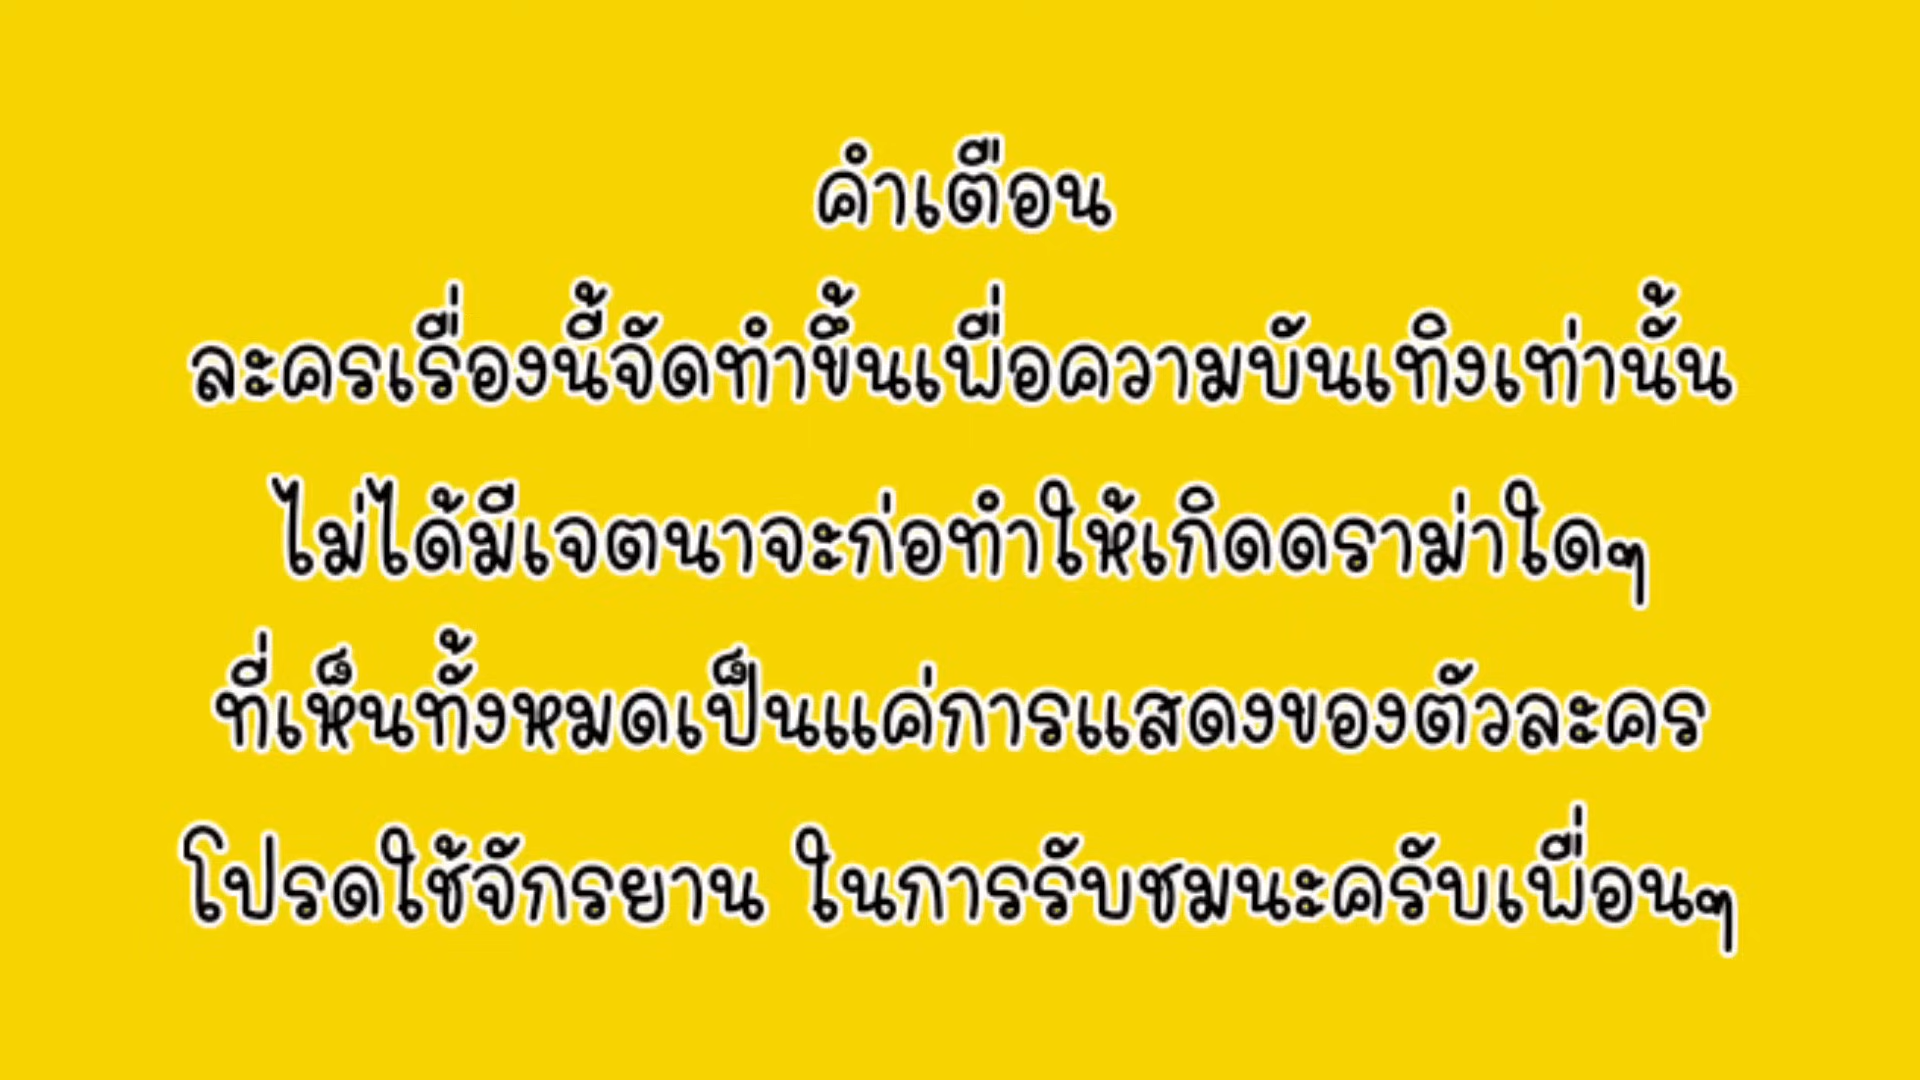 คำเตือน
ละครเรื่องนี้จัดทำขึ้นเพื่อความบันเทิงเท่านั้น
ไม่ได้มีเจตนาจะก่อทำให้เกิดดราม่าใดๆ
ที่เห็นทั้งหมดเป็นแค่การแสดงของตัวละคร
โปรดใช้จักรยาน ในการรับชมนะครับเพื่อนๆ